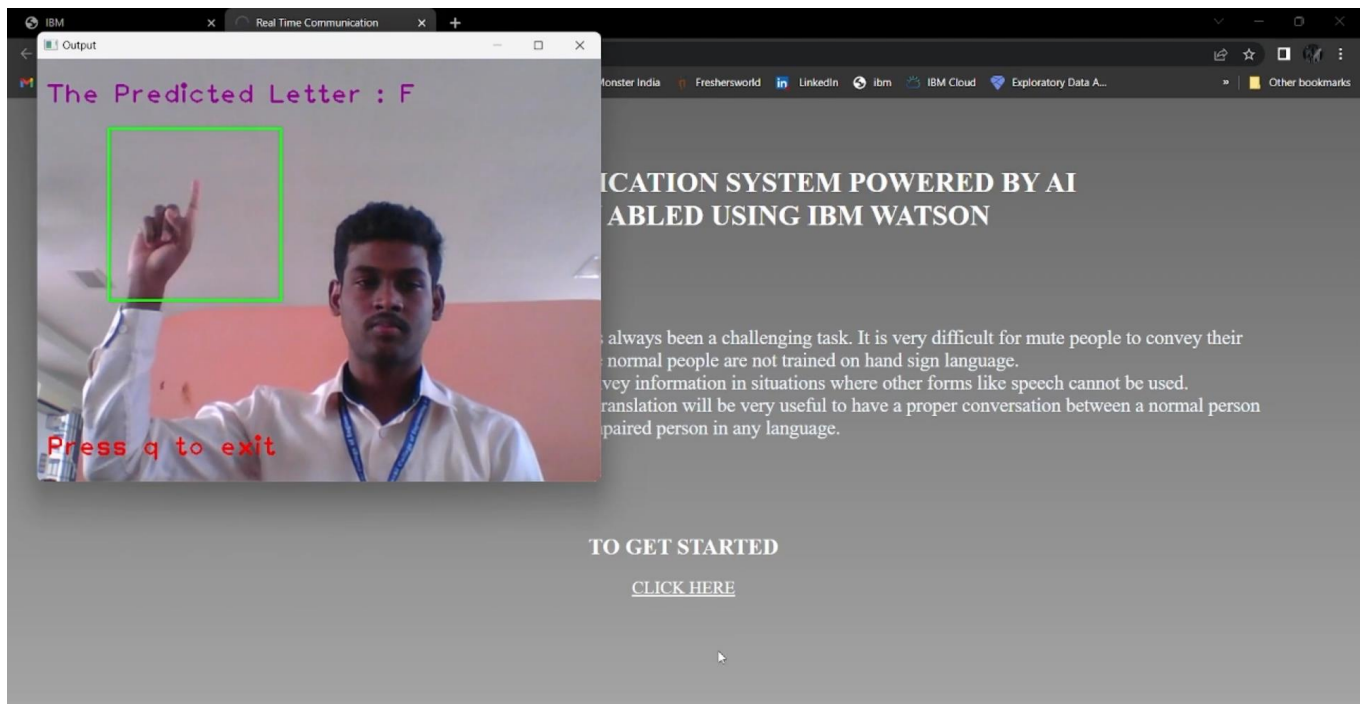 IBM
Real Time Communication
Output
Monster India
Freshersworld
in
LinkedIn
ibm
IBM Cloud
Exploratory Data A...
»
Other bookmarks
The Predicted Letter : F
ICATION SYSTEM POWERED BY AI
ABLED USING IBM WATSON
always been a challenging task. It is very difficult for mute people to convey their
normal people are not trained on hand sign language.
vey information in situations where other forms like speech cannot be used.
ranslation will be very useful to have a proper conversation between a normal person
paired person in any language.
Press q to exit
TO GET STARTED
CLICK HERE